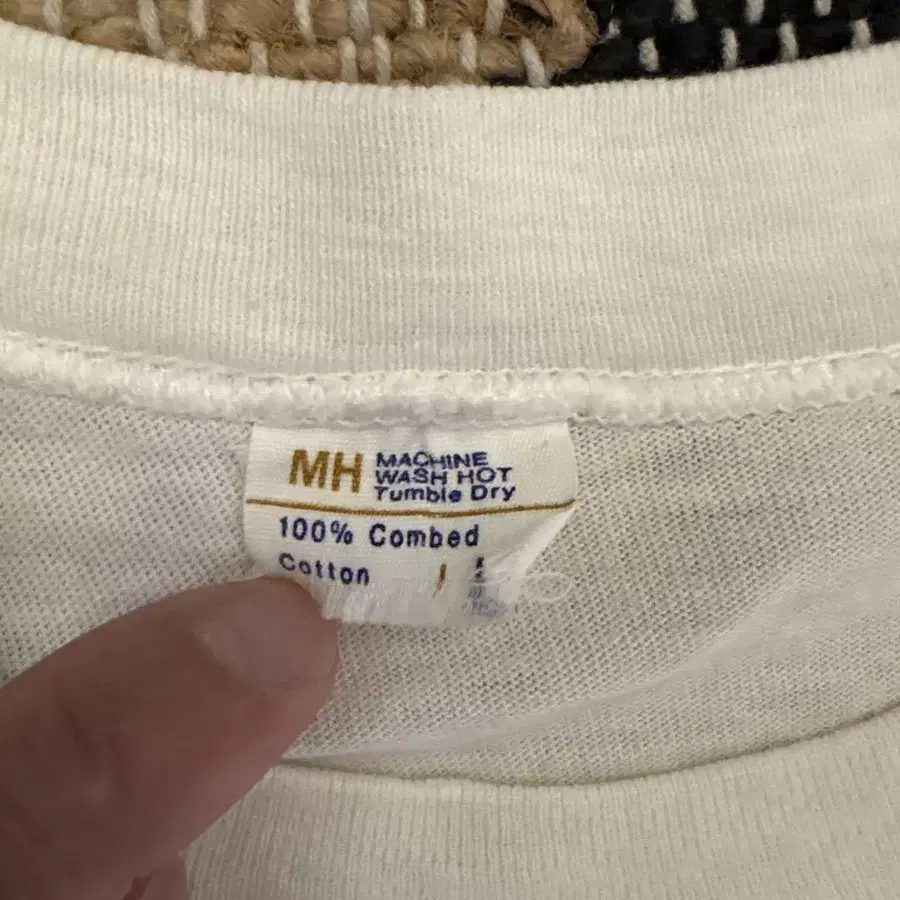 MH
MACHINE
WASH HOT
Tumble Dry
100% Combed
Cotton